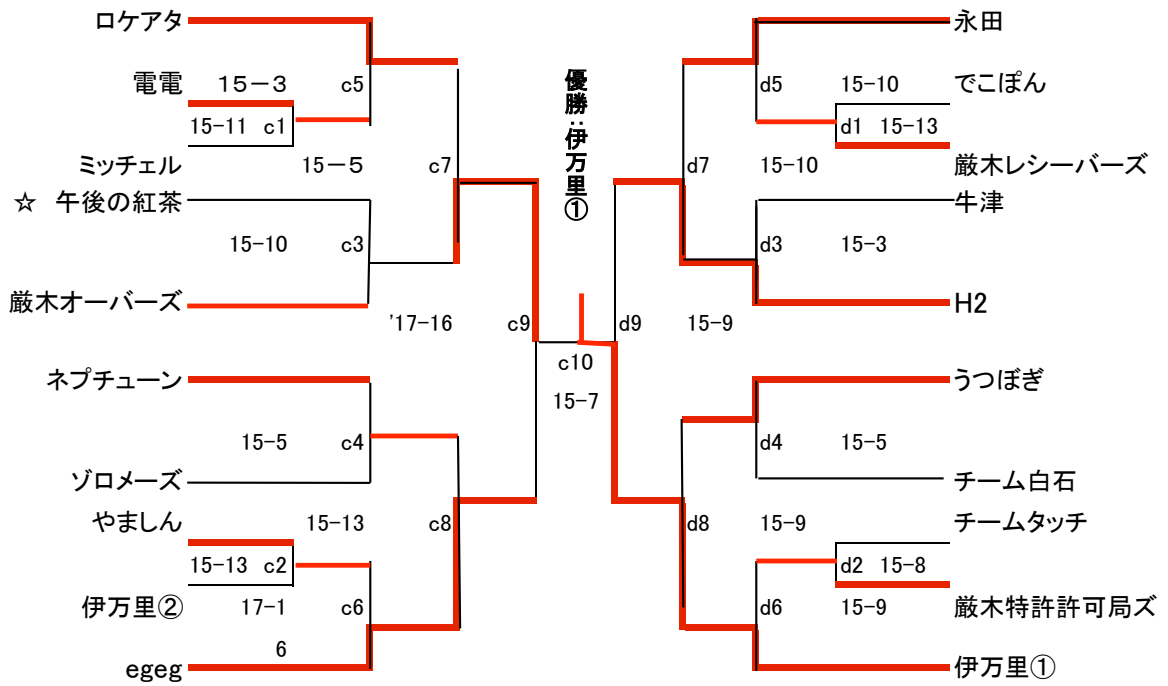 ロケアタ
電電 15－3 c5
15-11 c1
ミッチェル 15－5 c7
☆ 午後の紅茶
15-10 c3
厳木オーバーズ
'17-16 c9
ネプチューン
15-5 c4
ゾロメーズ
やましん 15-13 c8
15-13 c2
伊万里② 17-1 c6
6
egeg
優勝：伊万里①
c10
15-7
永田
d5 15-10 でこぽん
d1 15-13
d7 15-10 厳木レシーバーズ
牛津
d3 15-3
H2
d9 15-9
うつぼぎ
d4 15-5
チーム白石
d8 15-9 チームタッチ
d2 15-8
d6 15-9 厳木特許許可局ズ
伊万里①